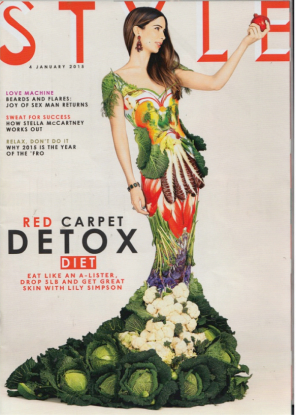 STYLE
4 JANUARY 2015
LOVE MACHINE
BEARDS AND FLARES:
JOY OF SEX MAN RETURNS
SWEAT FOR SUCCESS
HOW STELLA McCARTNEY
WORKS OUT
RELAX, DON'T DO IT
WHY 2015 IS THE YEAR
OF THE 'FRO
RED CARPET
DETOX
DIET
EAT LIKE AN A-LISTER,
DROP 5LB AND GET GREAT
SKIN WITH LILY SIMPSON